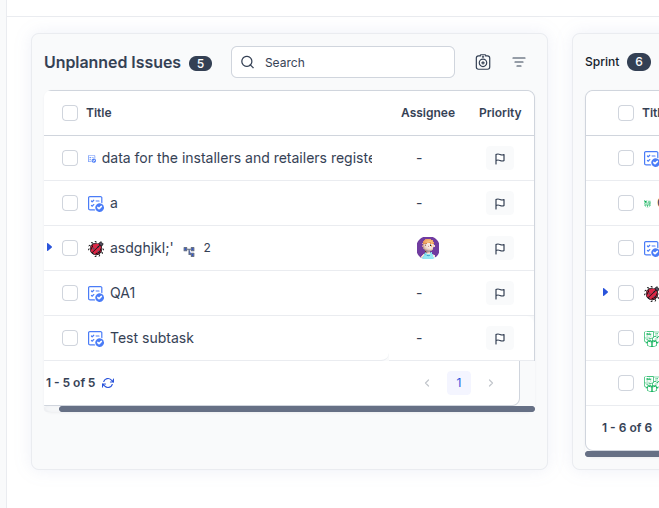 Unplanned Issues 5 Search
Sprint 6
Title Assignee Priority
data for the installers and retailers registe -
a -
asdghjkl;' 2
QA1 -
Test subtask -
1 - 5 of 5 1
1 - 6 of 6